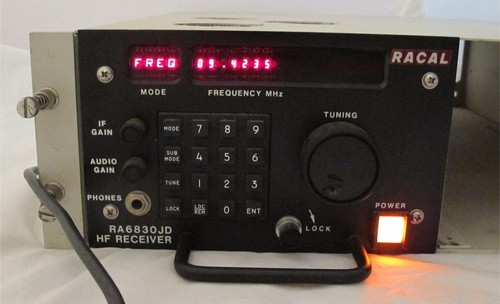 FREQ 09.4235 RACAL
MODE FREQUENCY MHz
IF GAIN
AUDIO GAIN
PHONES
MODE 7 8 9
SUB MODE 4 5 6
TUNE 1 2 3
LOCK LOC REM 0 ENT
TUNING
LOCK
POWER
RA6830JD
HF RECEIVER